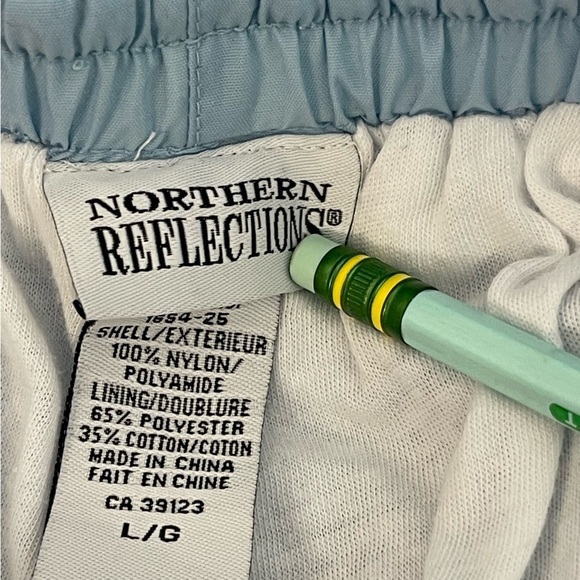 NORTHERN
REFLECTIONS®
1694-25
SHELL/EXTERIEUR
100% NYLON/
POLYAMIDE
LINING/DOUBLURE
65% POLYESTER
35% COTTON/COTON
MADE IN CHINA
FAIT EN CHINE
CA 39123
L/G